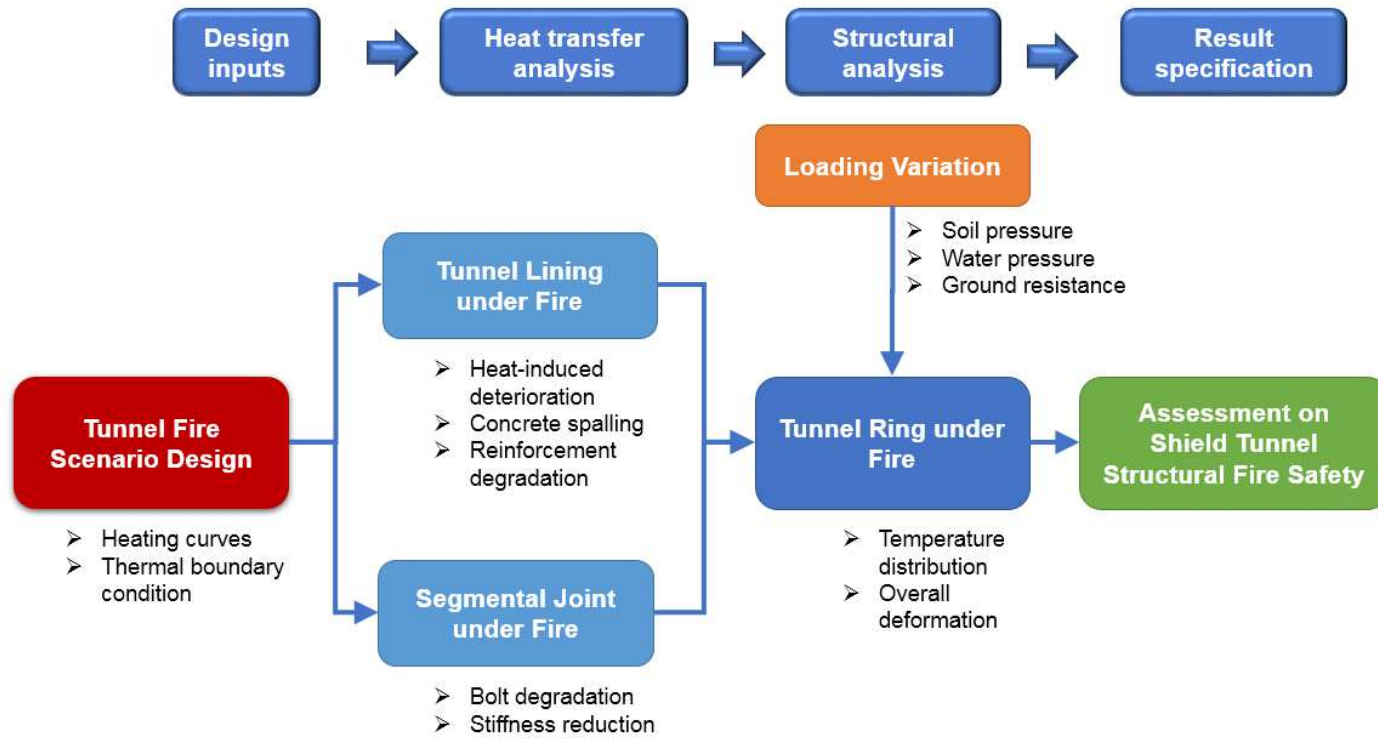 Design
inputs
Heat transfer
analysis
Structural
analysis
Result
specification
Loading Variation
➢ Soil pressure
➢ Water pressure
➢ Ground resistance
Tunnel Lining
under Fire
➢ Heat-induced
deterioration
➢ Concrete spalling
➢ Reinforcement
degradation
Tunnel Fire
Scenario Design
➢ Heating curves
➢ Thermal boundary
condition
Segmental Joint
under Fire
➢ Bolt degradation
➢ Stiffness reduction
Tunnel Ring under
Fire
➢ Temperature
distribution
➢ Overall
deformation
Assessment on
Shield Tunnel
Structural Fire Safety